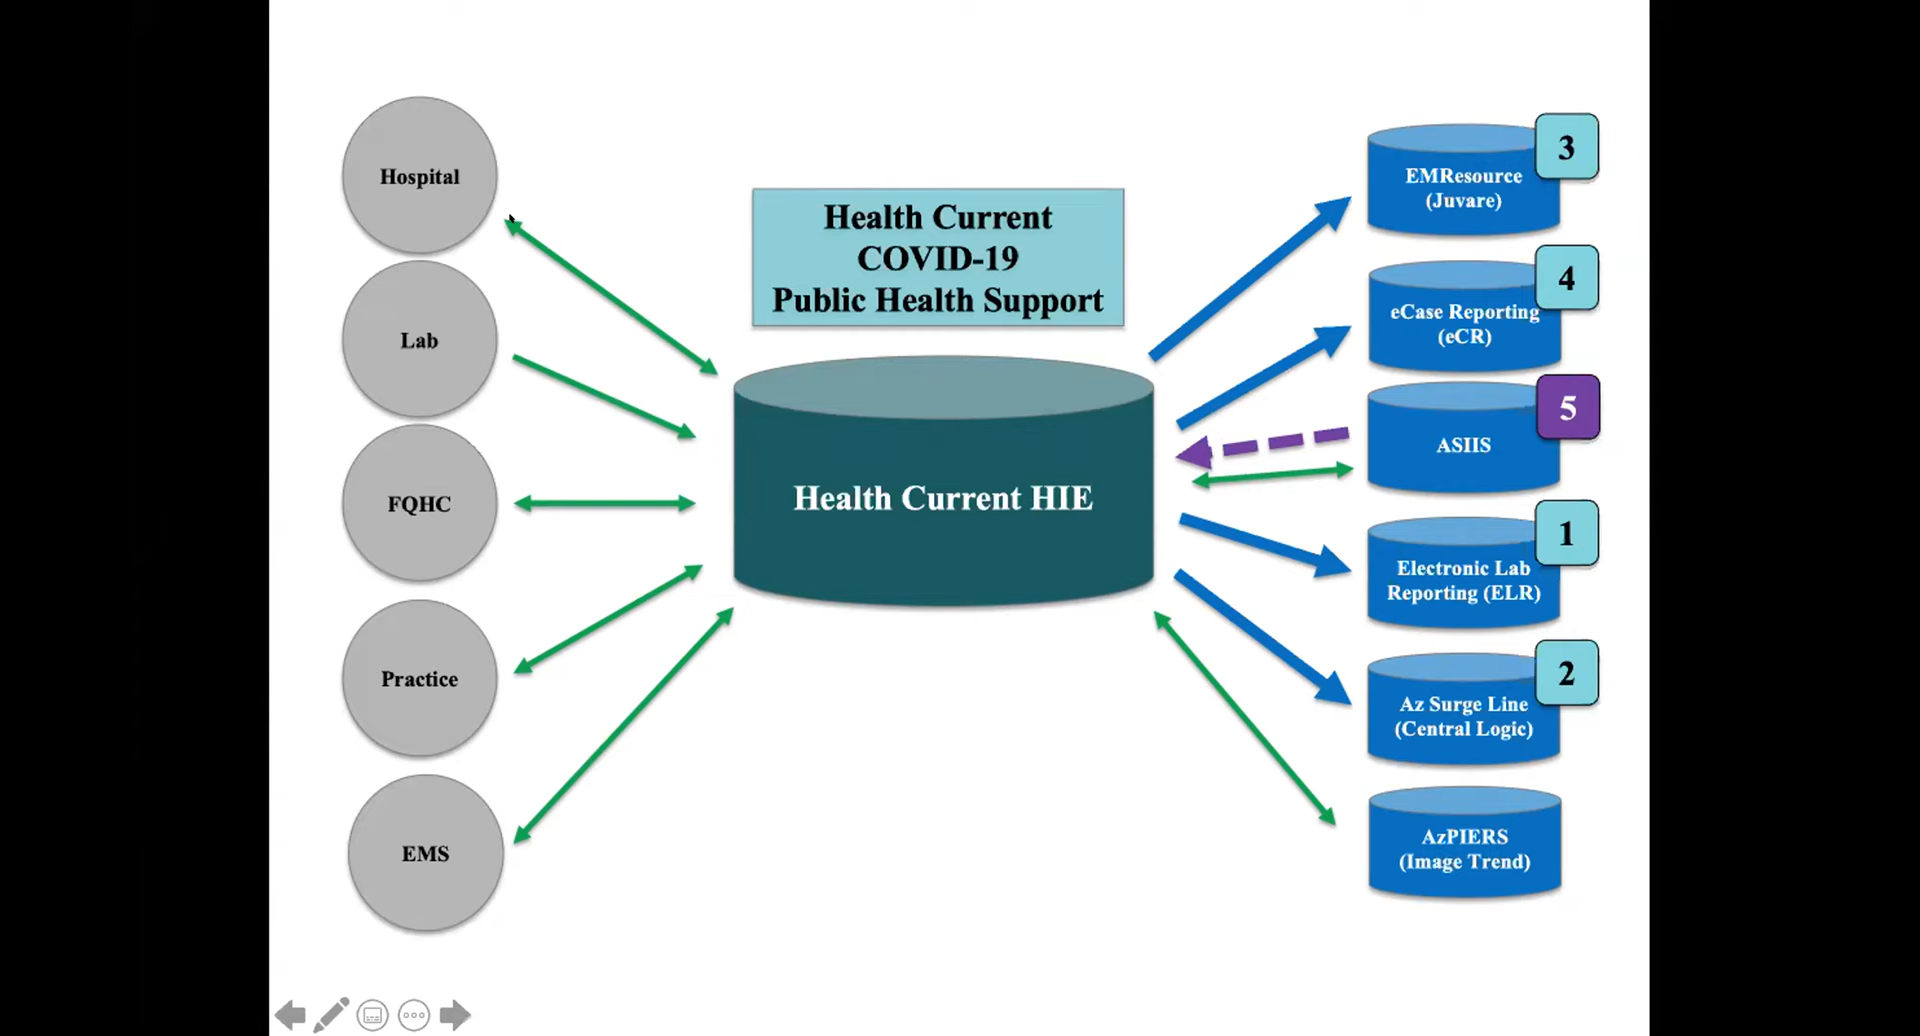 Hospital
Lab
FQHC
Practice
EMS
Health Current
COVID-19
Public Health Support
Health Current HIE
3
EMResource
(Juvare)
4
eCase Reporting
(eCR)
5
ASIIS
1
Electronic Lab
Reporting (ELR)
2
Az Surge Line
(Central Logic)
AzPIERS
(Image Trend)